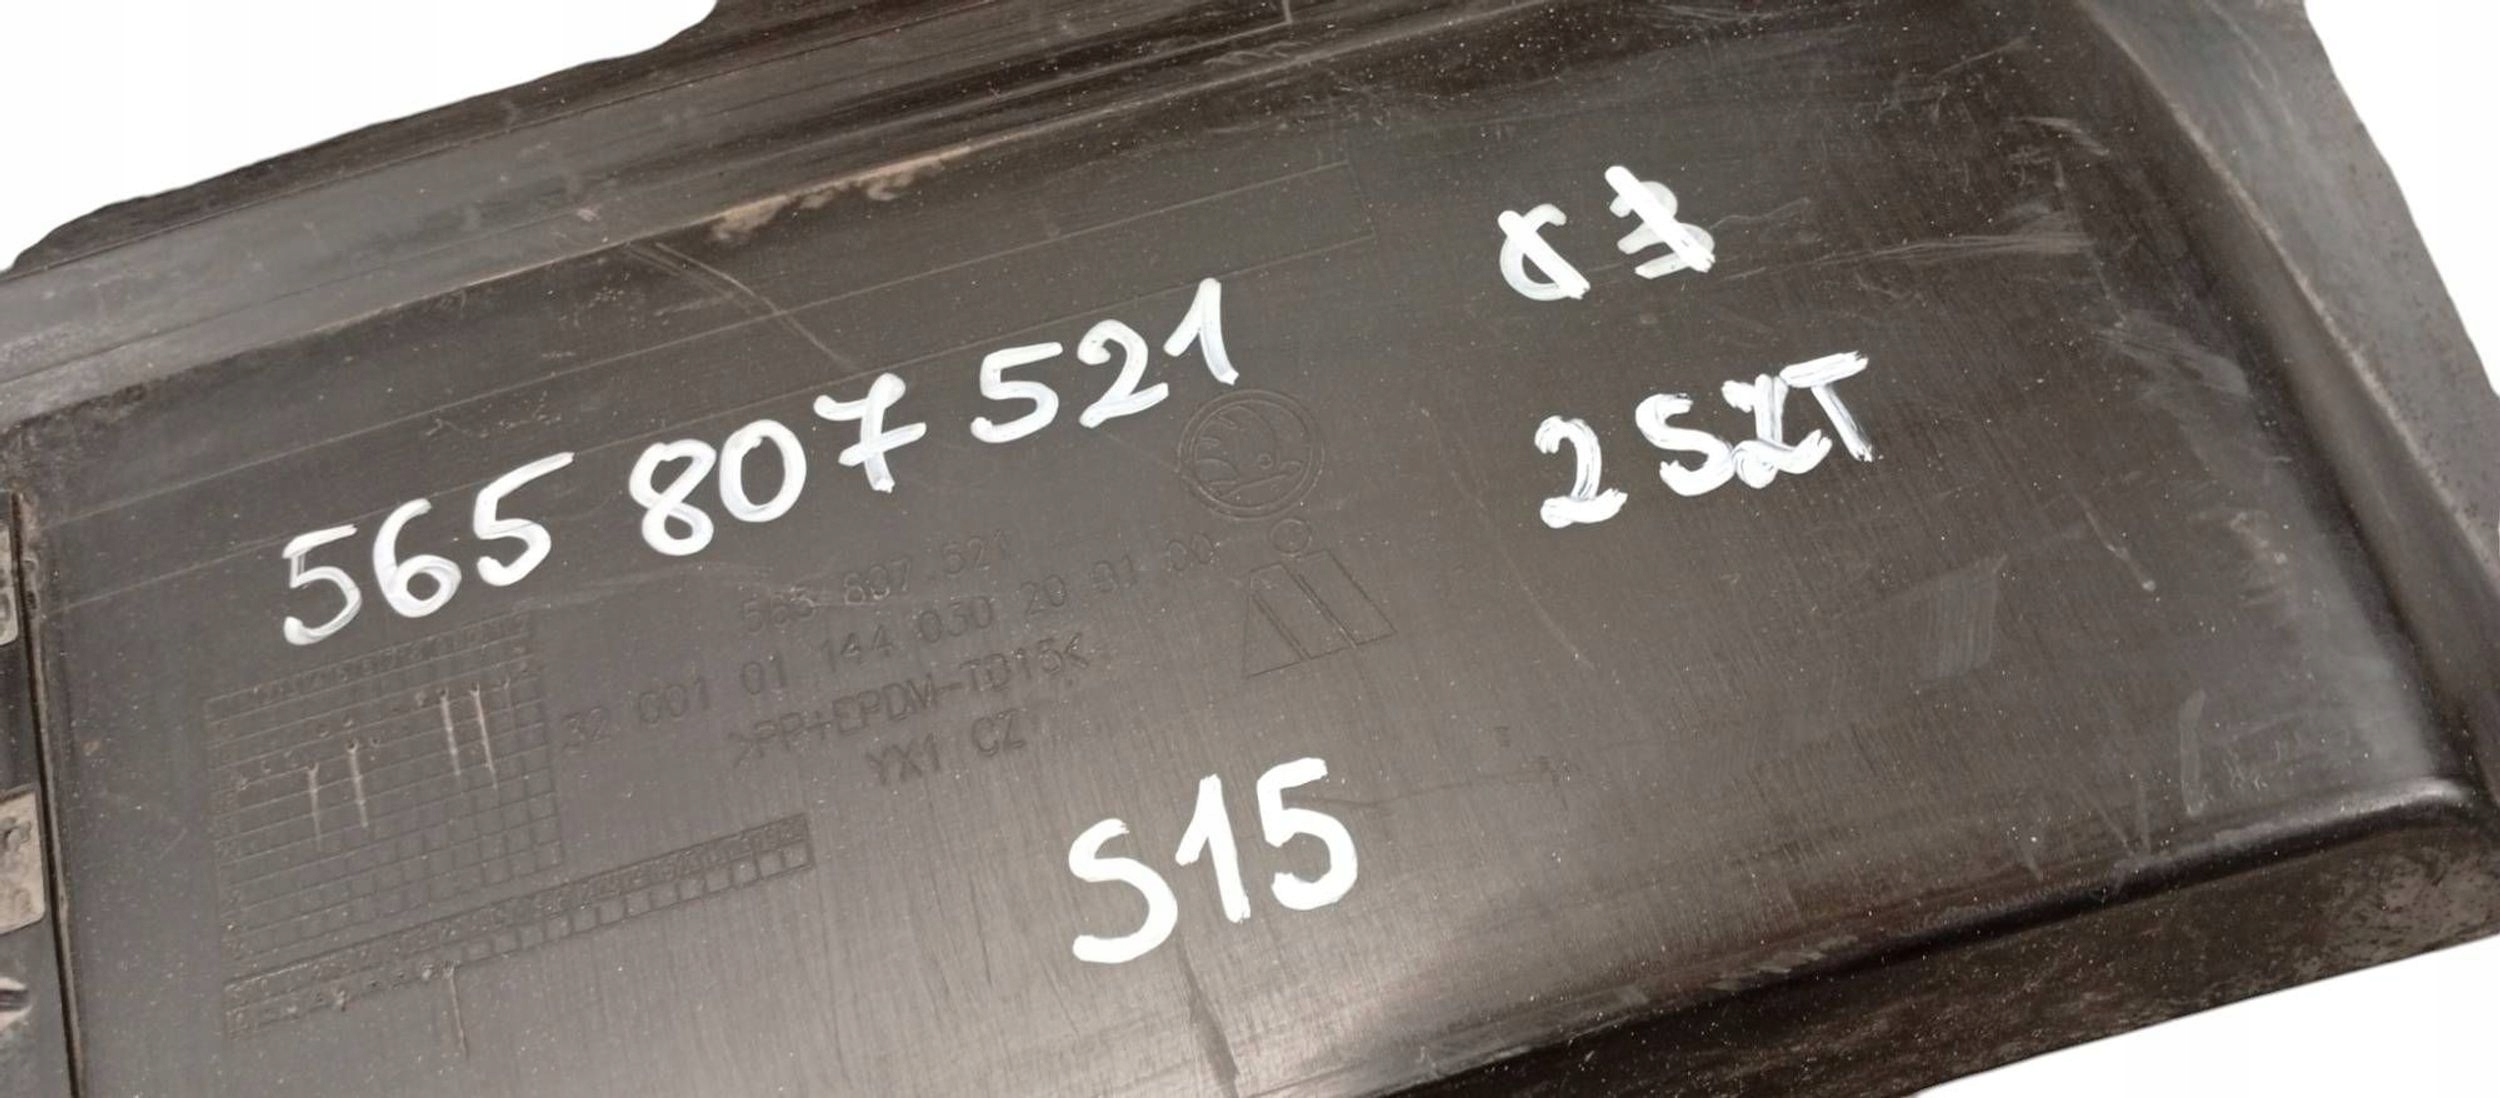 565 807 521
2 SZT
565 807 521
32 001 01 144 030 20 01 00
>PP+EPDM-TD15<
YX1 CZ
S15